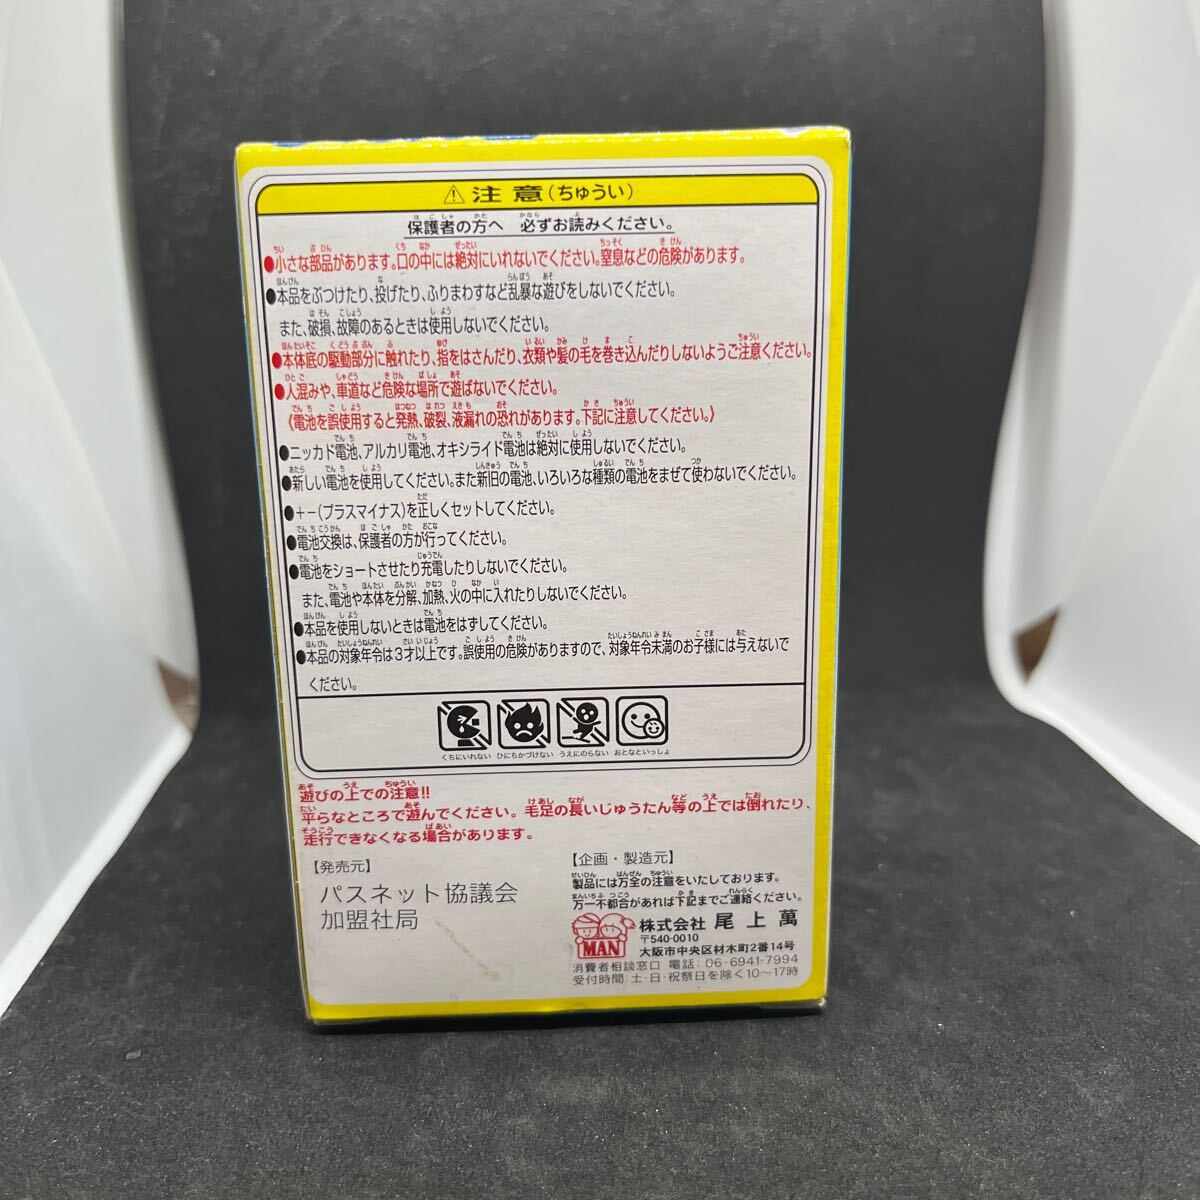 ⚠ 注意(ちゅうい)
保護者の方へ 必ずお読みください。
●小さな部品があります。口の中には絶対にいれないでください。窒息などの危険があります。
●本品をぶつけたり、投げたり、ふりまわすなど乱暴な遊びをしないでください。
また、破損、故障のあるときは使用しないでください。
●本体底の駆動部分に触れたり、指をはさんだり、衣類や髪の毛を巻き込んだりしないようご注意ください。
●人混みや、車道など危険な場所で遊ばないでください。
《電池を誤使用すると発熱、破裂、液漏れの恐れがあります。下記に注意してください。》
●ニッカド電池、アルカリ電池、オキシライド電池は絶対に使用しないでください。
●新しい電池を使用してください。また新旧の電池、いろいろな種類の電池をまぜて使わないでください。
●+−(プラスマイナス)を正しくセットしてください。
●電池交換は、保護者の方が行ってください。
●電池をショートさせたり充電したりしないでください。
また、電池や本体を分解、加熱、火の中に入れたりしないでください。
●本品を使用しないときは電池をはずしてください。
●本品の対象年令は3才以上です。誤使用の危険がありますので、対象年令未満のお子様には与えないで
ください。
くちにいれない ひにちかづけない うえにのらない おとなといっしょ
遊びの上での注意!!
平らなところで遊んでください。毛足の長いじゅうたん等の上では倒れたり、
走行できなくなる場合があります。
【発売元】
パスネット協議会
加盟社局
【企画・製造元】
製品には万全の注意をいたしております。
万一不都合があれば下記までご連絡ください。
MAN
株式会社 尾上萬
〒540-0010
大阪市中央区材木町2番14号
消費者相談窓口 電話:06-6941-7994
受付時間:土・日・祝祭日を除く10〜17時